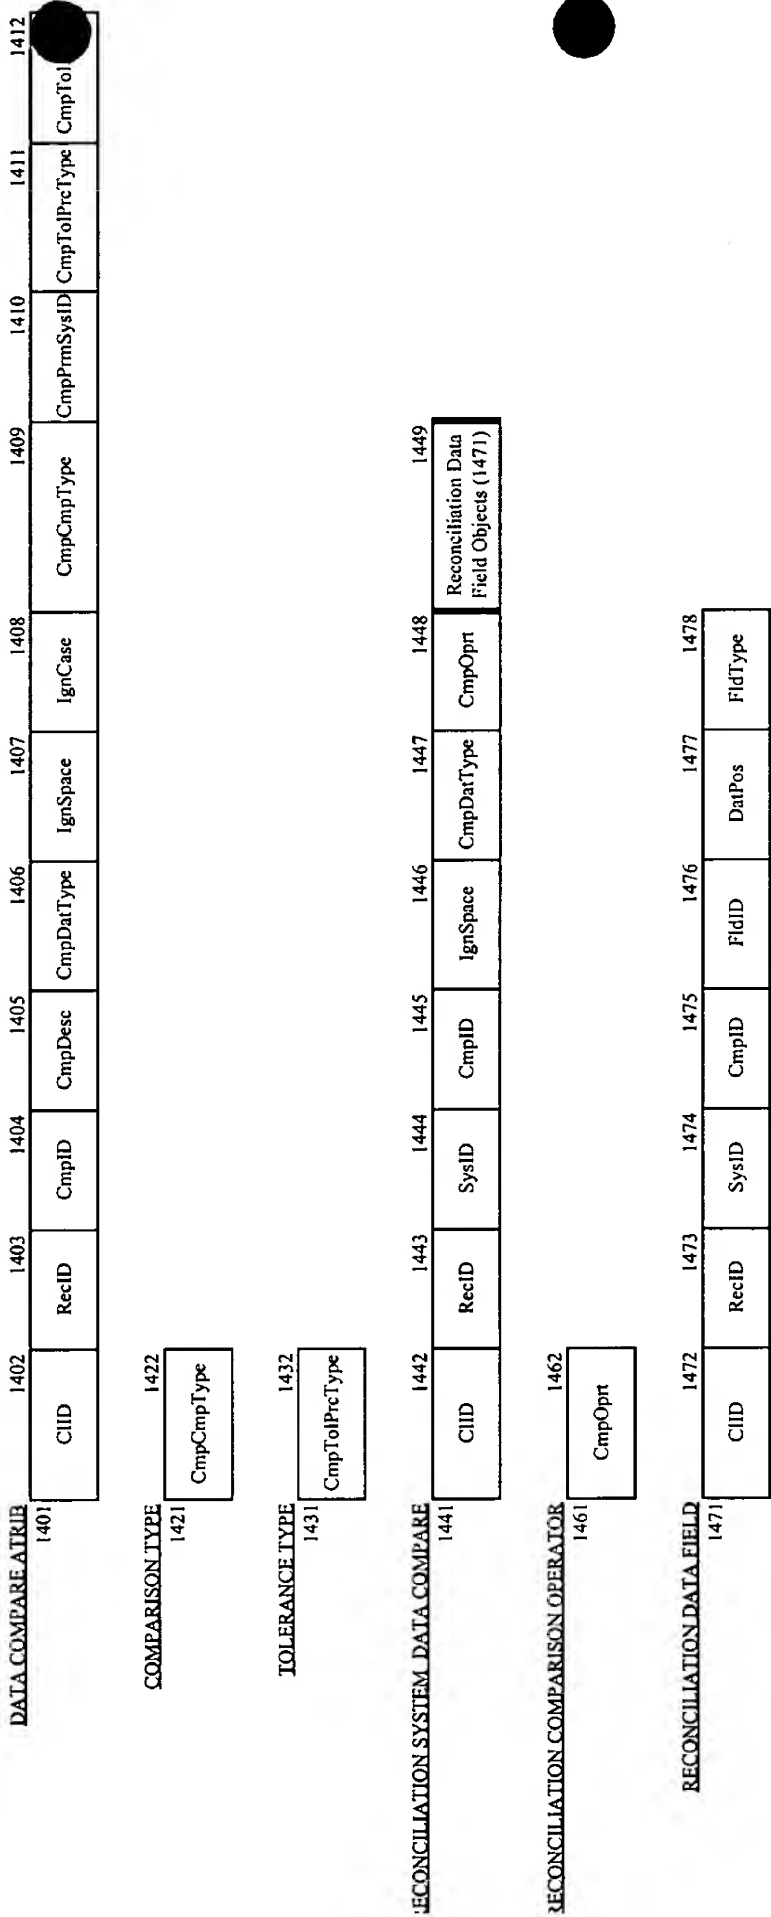 DATA COMPARE ATRIB
1401
1402 1403 1404 1405 1406 1407 1408 1409 1410 1411 1412
CIID RecID CmpID CmpDesc CmpDatType IgnSpace IgnCase CmpCmpType CmpPrmSysID CmpTolPrcType CmpTol
COMPARISON TYPE
1421
1422
CmpCmpType
TOLERANCE TYPE
1431
1432
CmpTolPrcType
RECONCILIATION SYSTEM DATA COMPARE
1441
1442 1443 1444 1445 1446 1447 1448 1449
CIID RecID SysID CmpID IgnSpace CmpDatType CmpOprt Reconciliation Data
Field Objects (1471)
RECONCILIATION COMPARISON OPERATOR
1461
1462
CmpOprt
RECONCILIATION DATA FIELD
1471
1472 1473 1474 1475 1476 1477 1478
CIID RecID SysID CmpID FldID DatPos FldType